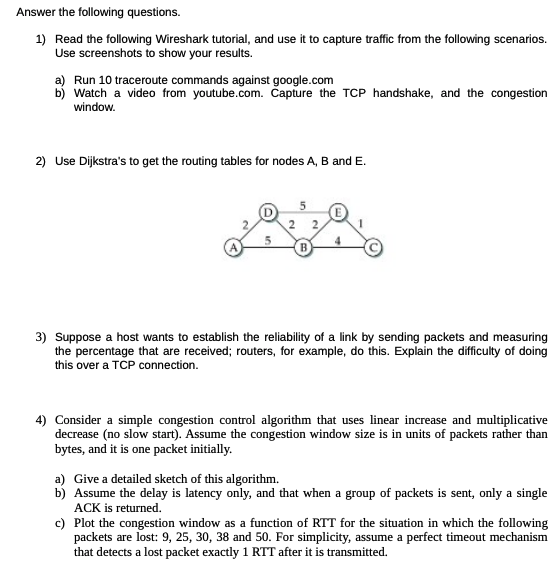 Answer the following questions.
1) Read the following Wireshark tutorial, and use it to capture traffic from the following scenarios.
Use screenshots to show your results.
a) Run 10 traceroute commands against google.com
b) Watch a video from youtube.com. Capture the TCP handshake, and the congestion
window.
2) Use Dijkstra's to get the routing tables for nodes A, B and E.
5
D E
2 2 2 1
5 4
A B C
3) Suppose a host wants to establish the reliability of a link by sending packets and measuring
the percentage that are received; routers, for example, do this. Explain the difficulty of doing
this over a TCP connection.
4) Consider a simple congestion control algorithm that uses linear increase and multiplicative
decrease (no slow start). Assume the congestion window size is in units of packets rather than
bytes, and it is one packet initially.
a) Give a detailed sketch of this algorithm.
b) Assume the delay is latency only, and that when a group of packets is sent, only a single
ACK is returned.
c) Plot the congestion window as a function of RTT for the situation in which the following
packets are lost: 9, 25, 30, 38 and 50. For simplicity, assume a perfect timeout mechanism
that detects a lost packet exactly 1 RTT after it is transmitted.